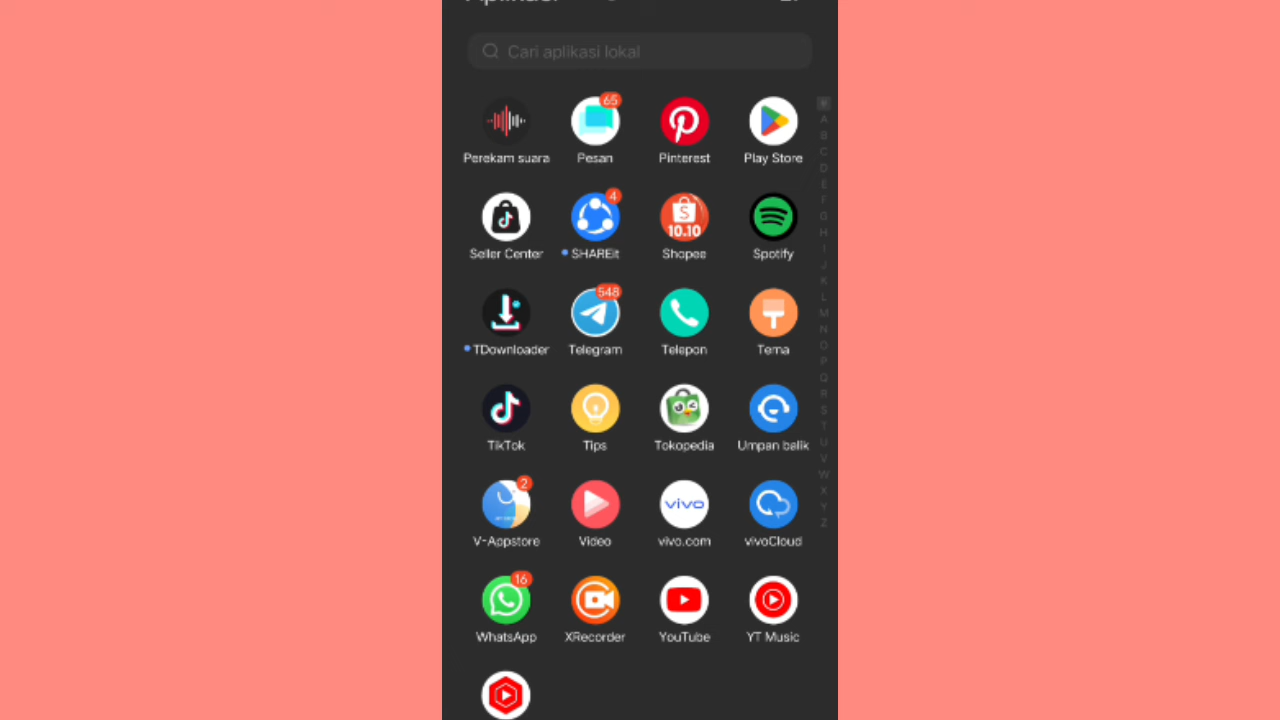 Aplikasi
Cari aplikasi lokal
65
Perekam suara Pesan Pinterest Play Store
4
S
10.10
Seller Center SHAREit Shopee Spotify
548
TDownloader Telegram Telepon Tema
TikTok Tips Tokopedia Umpan balik
2
vivo
V-Appstore Video vivo.com vivoCloud
16
WhatsApp XRecorder YouTube YT Music
#
A
B
C
D
E
F
G
H
I
J
K
L
M
N
O
P
Q
R
S
T
U
V
W
X
Y
Z